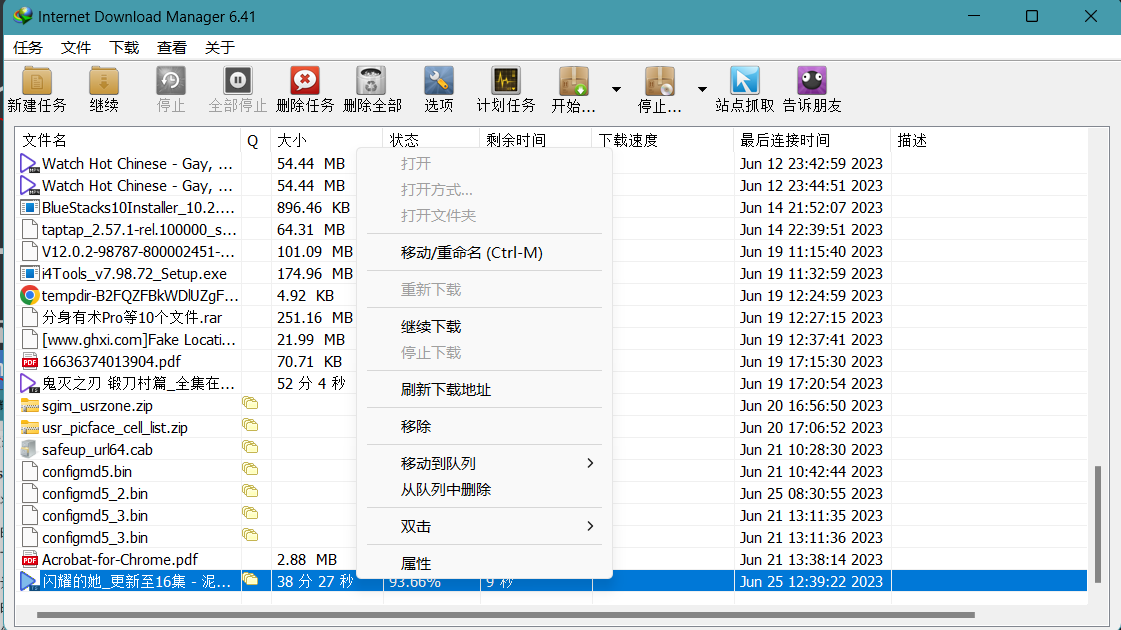 Internet Download Manager 6.41
任务 文件 下载 查看 关于
新建任务 继续 停止 全部停止 删除任务 删除全部 选项 计划任务 开始... 停止... 站点抓取 告诉朋友
文件名 Q 大小 状态 剩余时间 下载速度 最后连接时间 描述
Watch Hot Chinese - Gay, ... 54.44 MB Jun 12 23:42:59 2023
Watch Hot Chinese - Gay, ... 54.44 MB Jun 12 23:44:51 2023
BlueStacks10Installer_10.2.... 896.46 KB Jun 14 21:52:07 2023
taptap_2.57.1-rel.100000_s... 64.31 MB Jun 14 22:39:51 2023
V12.0.2-98787-800002451-... 101.09 MB Jun 19 11:15:40 2023
i4Tools_v7.98.72_Setup.exe 174.96 MB Jun 19 11:32:59 2023
tempdir-B2FQZFBkWDlUZgF... 4.92 KB Jun 19 12:24:59 2023
分身有术Pro等10个文件.rar 251.16 MB Jun 19 12:27:15 2023
[www.ghxi.com]Fake Locati... 21.99 MB Jun 19 12:37:41 2023
16636374013904.pdf 70.71 KB Jun 19 17:15:30 2023
鬼灭之刃 锻刀村篇_全集在... 52 分 4 秒 Jun 19 17:20:54 2023
sgim_usrzone.zip Jun 20 16:56:50 2023
usr_picface_cell_list.zip Jun 20 17:06:52 2023
safeup_url64.cab Jun 21 10:28:30 2023
configmd5.bin Jun 21 10:42:44 2023
configmd5_2.bin Jun 25 08:30:55 2023
configmd5_3.bin Jun 21 13:11:35 2023
configmd5_3.bin Jun 21 13:11:36 2023
Acrobat-for-Chrome.pdf 2.88 MB Jun 21 13:38:14 2023
闪耀的她_更新至16集 - 泥... 38 分 27 秒 93.66% 9 秒 Jun 25 12:39:22 2023
打开
打开方式...
打开文件夹
移动/重命名 (Ctrl-M)
重新下载
继续下载
停止下载
刷新下载地址
移除
移动到队列
从队列中删除
双击
属性